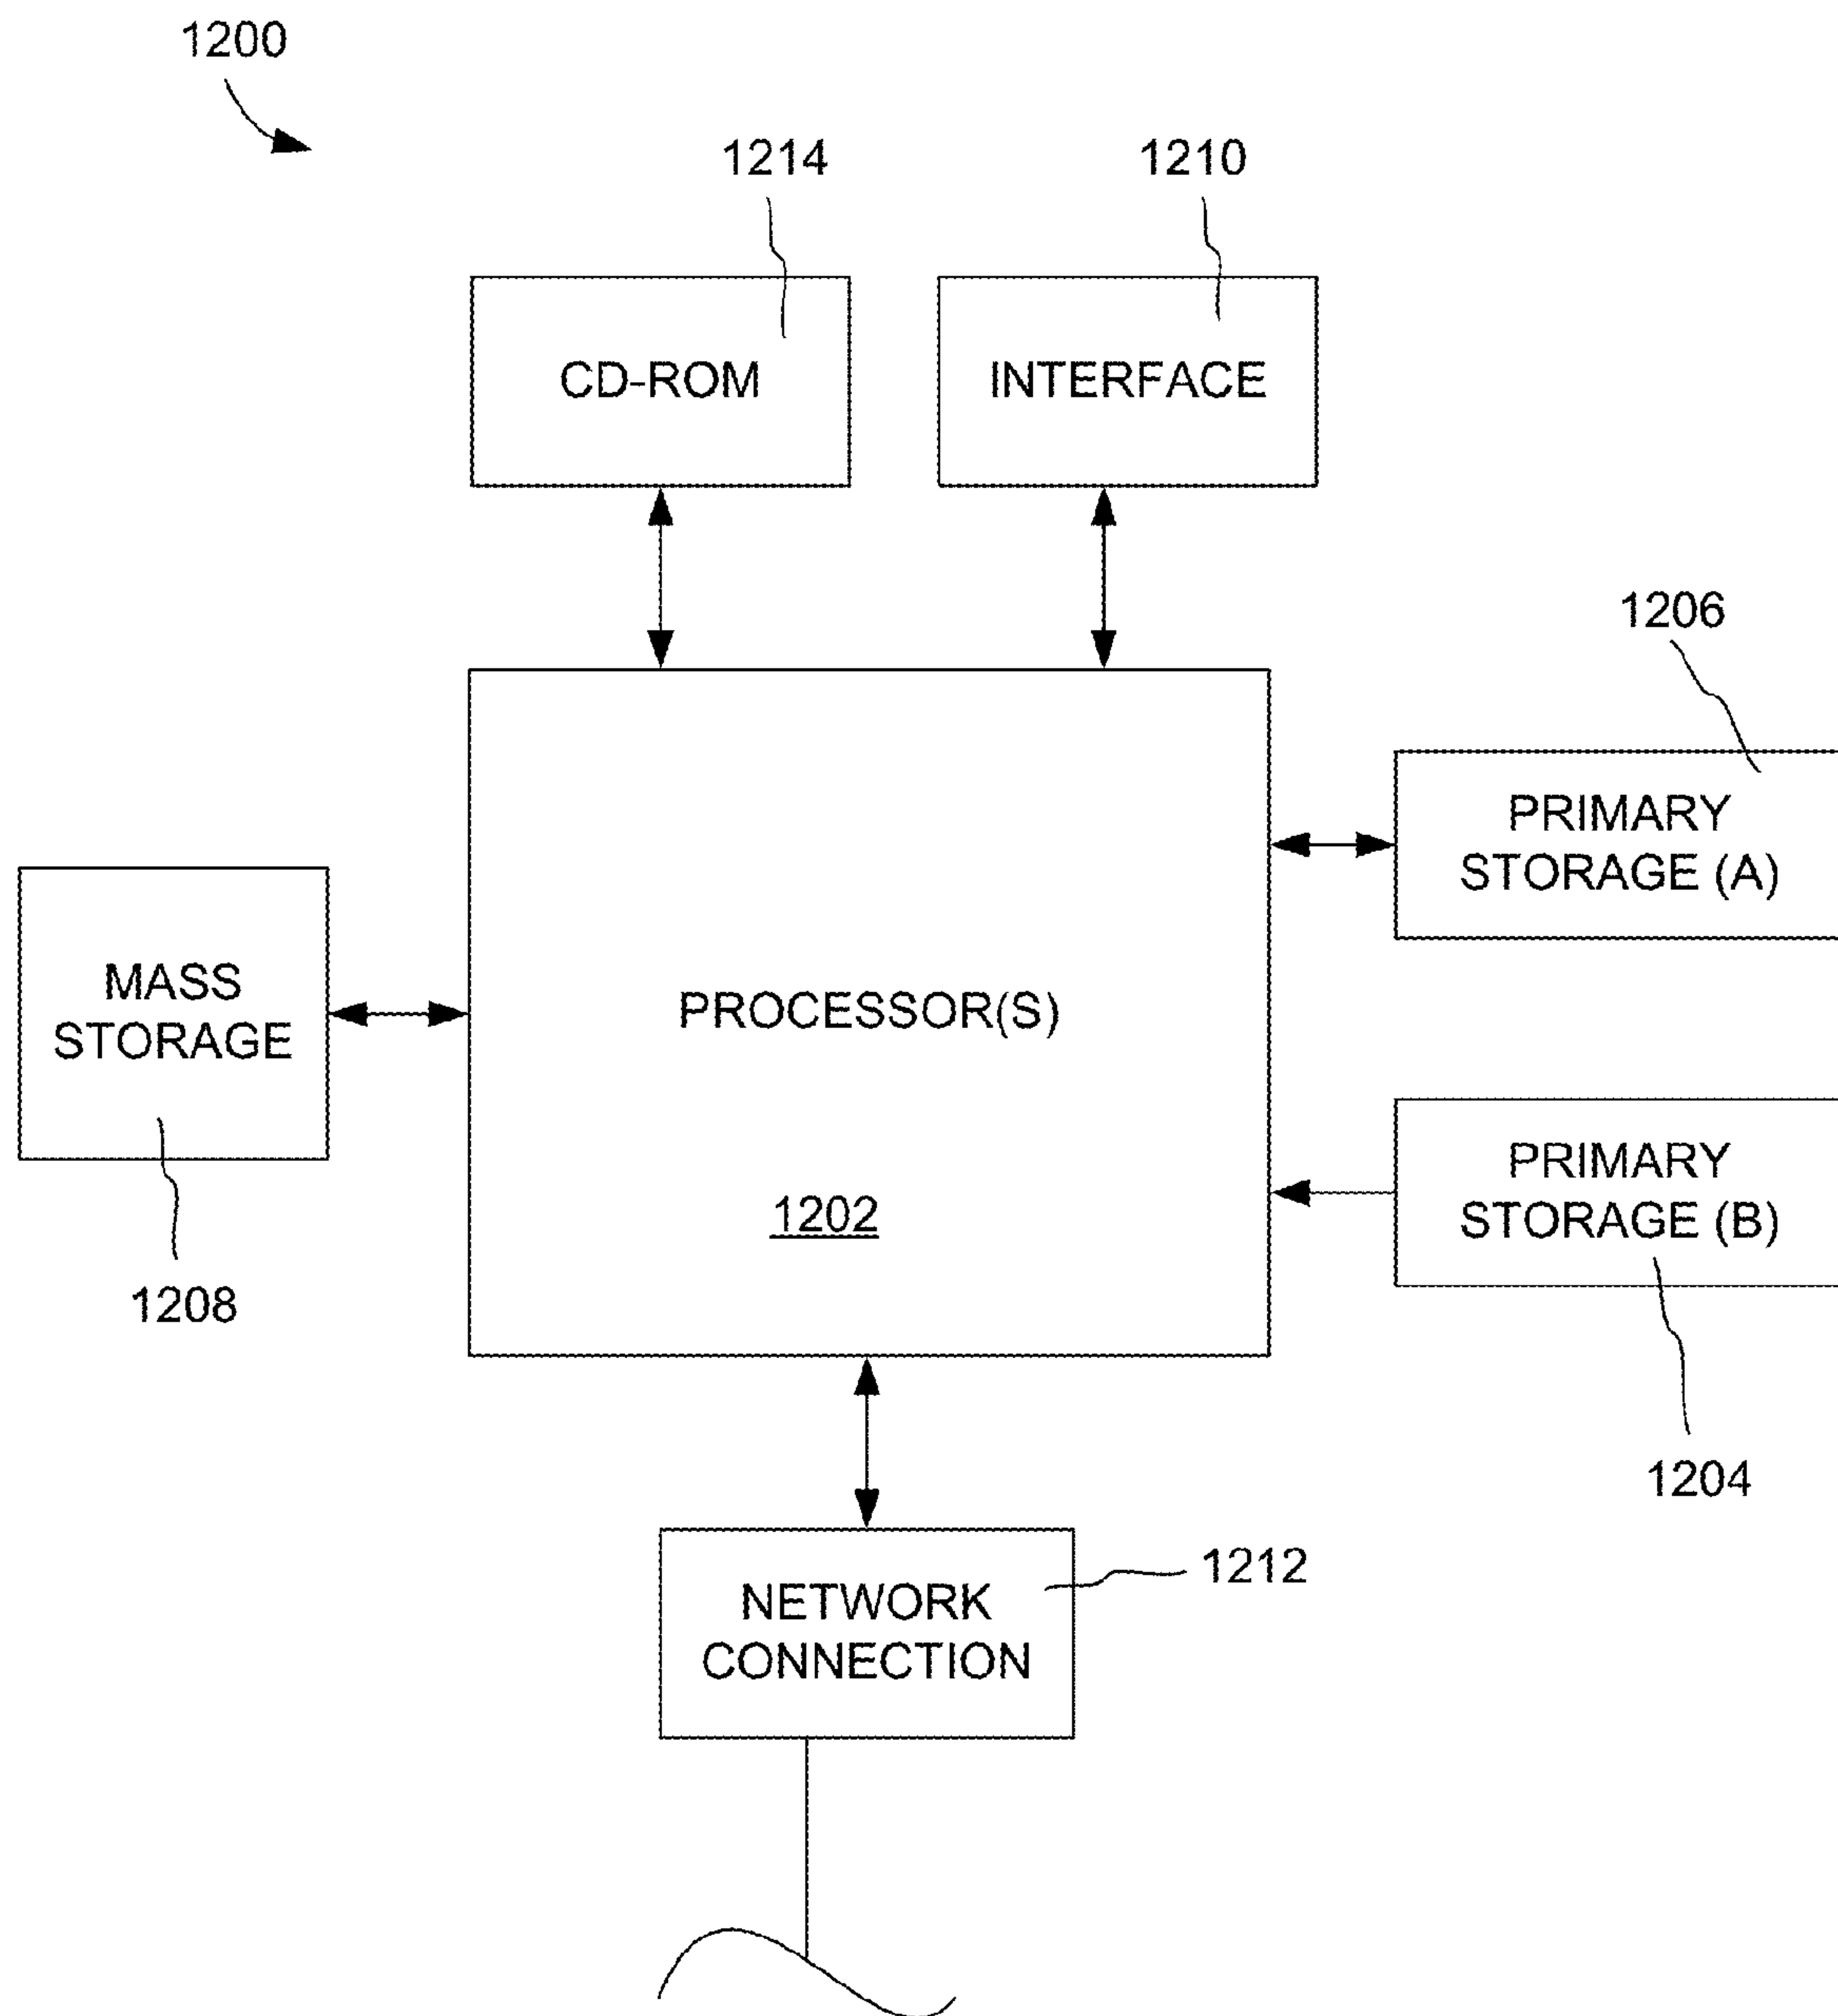 1200
1214
1210
CD-ROM
INTERFACE
1206
PRIMARY
STORAGE (A)
MASS
STORAGE
PROCESSOR(S)
PRIMARY
STORAGE (B)
1202
1208
1204
1212
NETWORK
CONNECTION